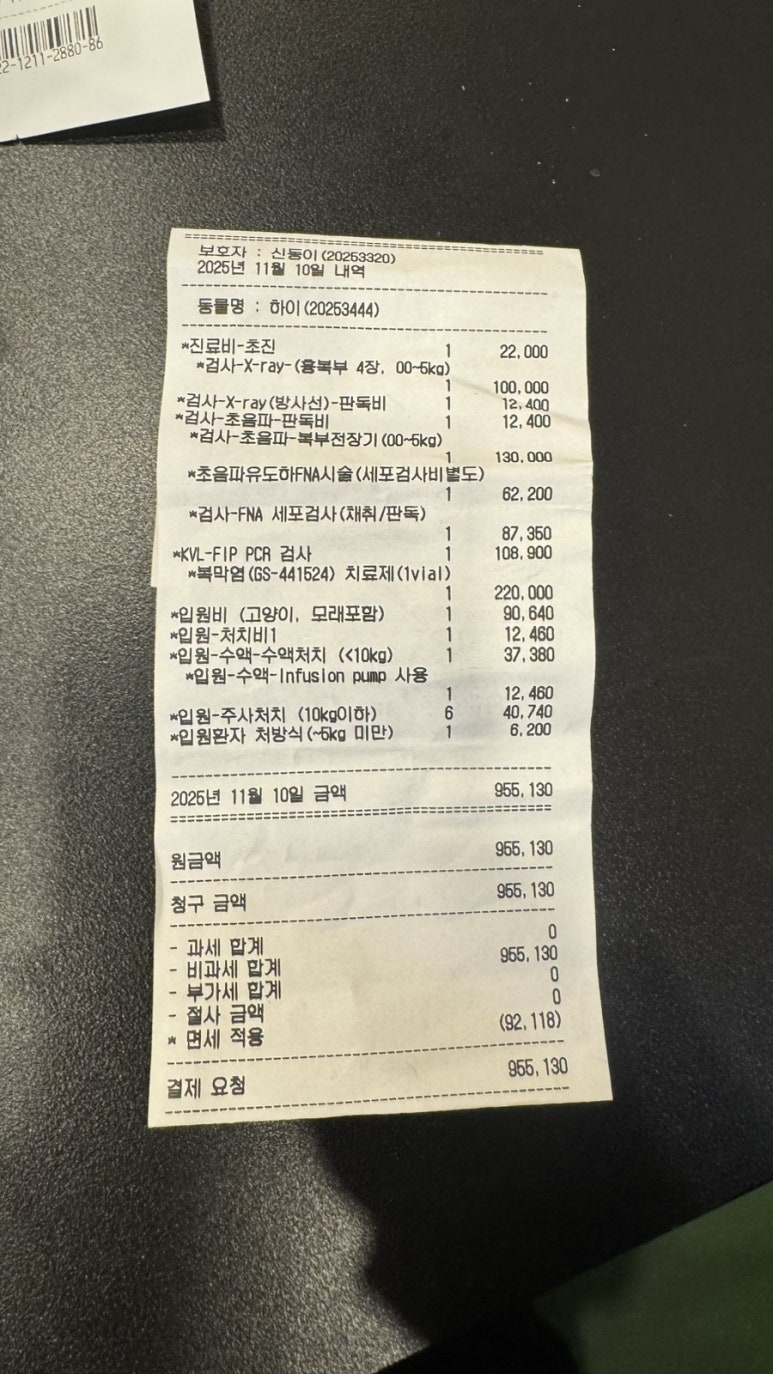 2-1211-2880-86
보호자 : 신동이(20253320)
2025년 11월 10일 내역
동물명 : 하이(20253444)
*진료비-초진 1 22,000
*검사-X-ray-(흉복부 4장, 00~5kg)
1 100,000
*검사-X-ray(방사선)-판독비 1 12,400
*검사-초음파-판독비 1 12,400
*검사-초음파-복부전장기(00~5kg)
1 130,000
*초음파유도하FNA시술(세포검사비별도)
1 62,200
*검사-FNA 세포검사(채취/판독)
1 87,350
*KVL-FIP PCR 검사 1 108,900
*복막염(GS-441524) 치료제(1vial)
1 220,000
*입원비 (고양이, 모래포함) 1 90,640
*입원-처치비1 1 12,460
*입원-수액-수액처치 (<10kg) 1 37,380
*입원-수액-Infusion pump 사용
1 12,460
*입원-주사처치 (10kg이하) 6 40,740
*입원환자 처방식(~5kg 미만) 1 6,200
2025년 11월 10일 금액 955,130
원금액 955,130
청구 금액 955,130
- 과세 합계 0
- 비과세 합계 955,130
- 부가세 합계 0
- 절사 금액 0
* 면세 적용 (92,118)
결제 요청 955,130